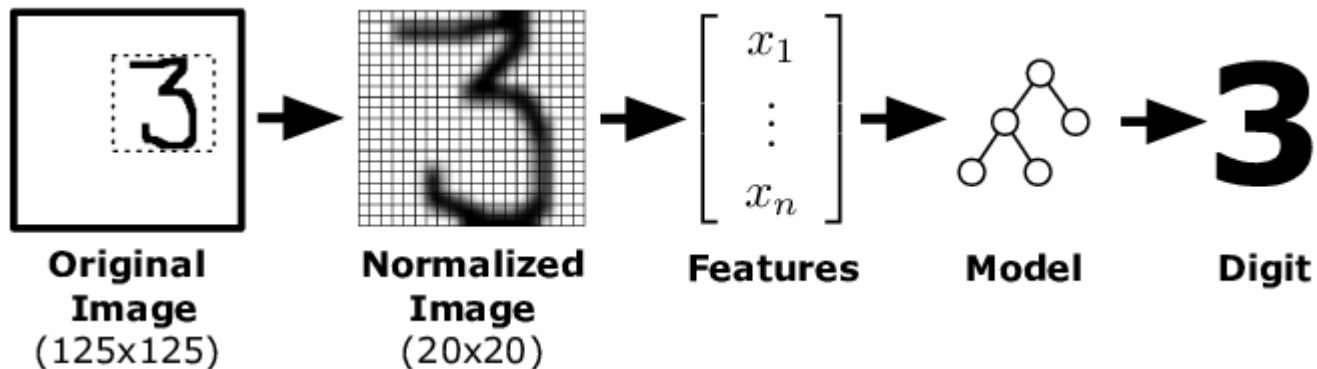 3
3
x1
⋮
xn
3
Original
Image
(125x125)
Normalized
Image
(20x20)
Features
Model
Digit